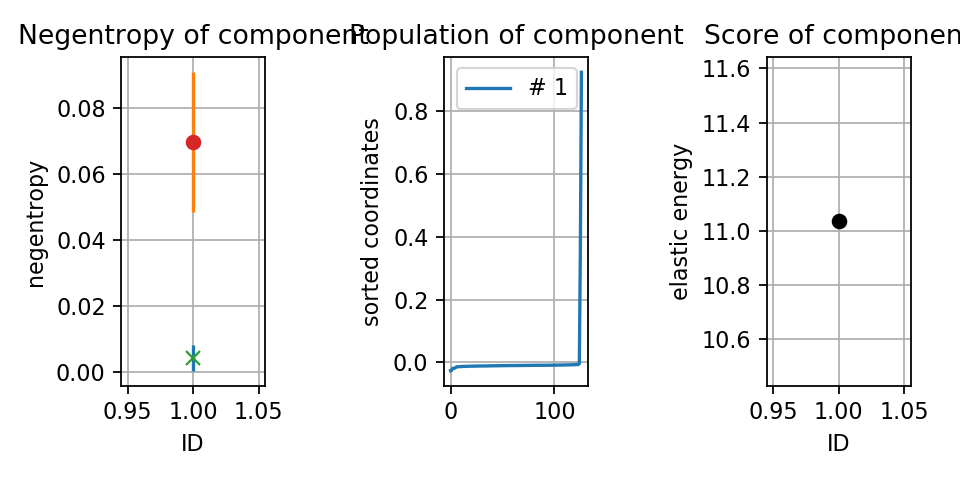 Negentropy of component
Population of component
Score of componen
negentropy
0.08
0.06
0.04
0.02
0.00
0.95 1.00 1.05
ID
sorted coordinates
0.8
0.6
0.4
0.2
0.0
# 1
0 100
elastic energy
11.6
11.4
11.2
11.0
10.8
10.6
0.95 1.00 1.05
ID